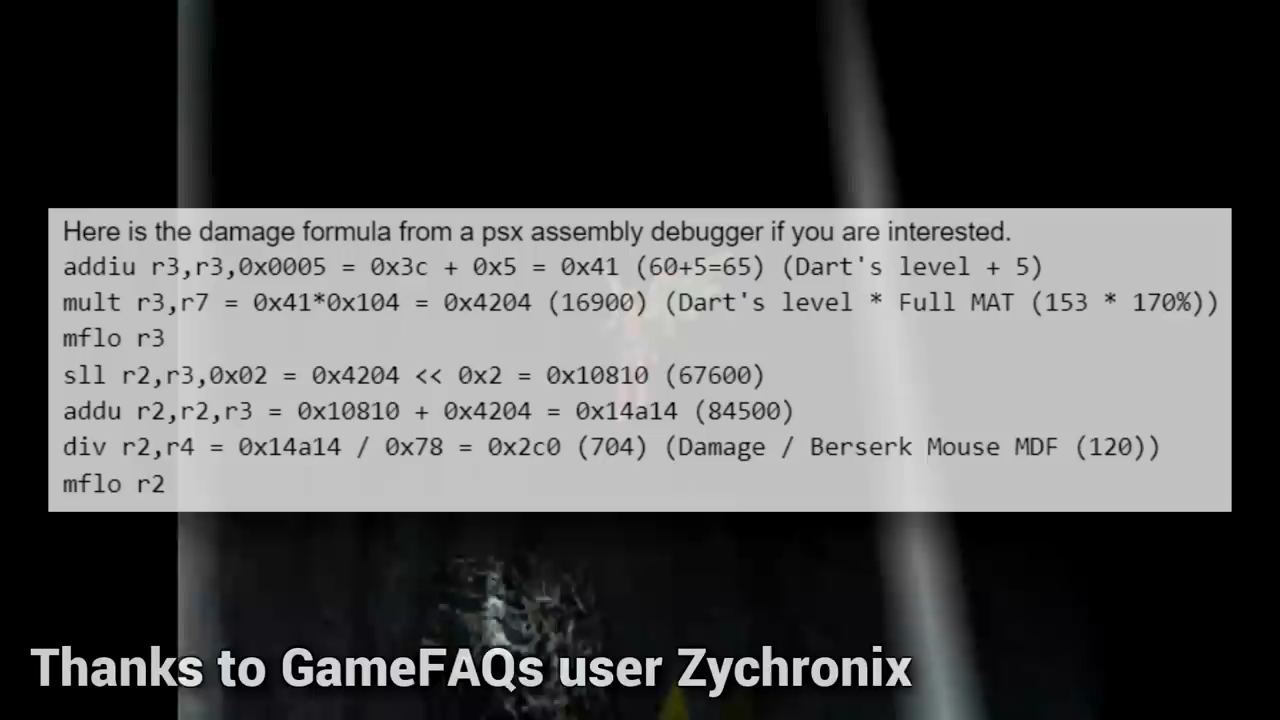 Here is the damage formula from a psx assembly debugger if you are interested.
addiu r3,r3,0x0005 = 0x3c + 0x5 = 0x41 (60+5=65) (Dart's level + 5)
mult r3,r7 = 0x41*0x104 = 0x4204 (16900) (Dart's level * Full MAT (153 * 170%))
mflo r3
sll r2,r3,0x02 = 0x4204 << 0x2 = 0x10810 (67600)
addu r2,r2,r3 = 0x10810 + 0x4204 = 0x14a14 (84500)
div r2,r4 = 0x14a14 / 0x78 = 0x2c0 (704) (Damage / Berserk Mouse MDF (120))
mflo r2
Thanks to GameFAQs user Zychronix